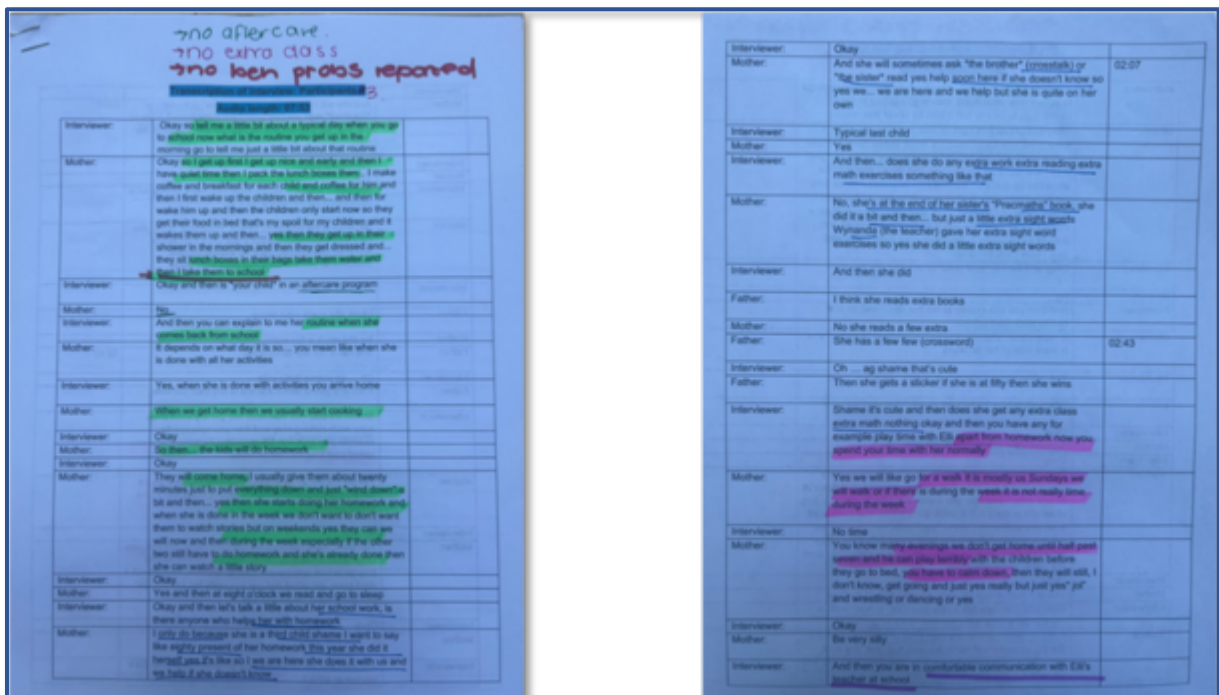 →no aftercare.
→no extra class
→no leer probs reported
Transcription of Interview: Participant 3
Audio length: 07:53
Interviewer: Okay so tell me a little bit about a typical day when you go
to school now what is the routine you get up in the
morning go to tell me just a little bit about that routine
Mother: Okay so I get up first I get up nice and early and then I
have quiet time then I pack the lunch boxes then... I make
coffee and breakfast for each child and coffee for him and
then I first wake up the children and then... and then for
wake him up and then the children only start now so they
get their food in bed that's my spot for my children and it
wakes them up and then... yes then they get up in their
shower in the mornings and then they get dressed and...
they sit lunch boxes in their bags take them water and
then I take them to school
Interviewer: Okay and then is "your child" in an aftercare program
Mother: No
Interviewer: And then you can explain to me her routine when she
comes back from school
Mother: It depends on what day it is so... you mean like when she
is done with all her activities
Interviewer: Yes, when she is done with activities you arrive home
Mother: When we get home then we usually start cooking...
Interviewer: Okay
Mother: So then... the kids will do homework
Interviewer: Okay
Mother: They will come home, I usually give them about twenty
minutes just to put everything down and just "wind down" a
bit and then... yes then she starts doing her homework and
when she is done in the week we don't want to don't want
them to watch stories but on weekends yes they can we
will now and then during the week especially if the other
two still have to do homework and she's already done then
she can watch a little story
Interviewer: Okay
Mother: Yes and then at eight o'clock we read and go to sleep
Interviewer: Okay and then let's talk a little about her school work, is
there anyone who helps her with homework
Mother: I only do because she is a third child shame I want to say
like eighty present of her homework this year she did it
herself yes it's like so I we are here she does it with us and
we help if she doesn't know
Interviewer: Okay
Mother: And she will sometimes ask "the brother" (crosstalk) or 02:07
"the sister" read yes help soon here if she doesn't know so
yes we... we are here and we help but she is quite on her
own
Interviewer: Typical last child
Mother: Yes
Interviewer: And then... does she do any extra work extra reading extra
math exercises something like that
Mother: No, she's at the end of her sister's "Pracmaths" book, she
did it a bit and then... but just a little extra sight words
Wynanda (the teacher) gave her extra sight word
exercises so yes she did a little extra sight words
Interviewer: And then she did
Father: I think she reads extra books
Mother: No she reads a few extra
Father: She has a few few (crossword) 02:43
Interviewer: Oh ... ag shame that's cute
Father: Then she gets a sticker if she is at fifty then she wins
Interviewer: Shame it's cute and then does she get any extra class
extra math nothing okay and then you have any for
example play time with Elli apart from homework now you
spend your time with her normally
Mother: Yes we will like go for a walk it is mostly us Sundays we
will walk or if there is during the week it is not really time
during the week
Interviewer: No time
Mother: You know many evenings we don't get home until half past
seven and he can play terribly with the children before
they go to bed, you have to calm down, then they will still, I
don't know, get going and just yes really but just yes" jol"
and wrestling or dancing or yes
Interviewer: Okay
Mother: Be very silly
Interviewer: And then you are in comfortable communication with Elli's
teacher at school